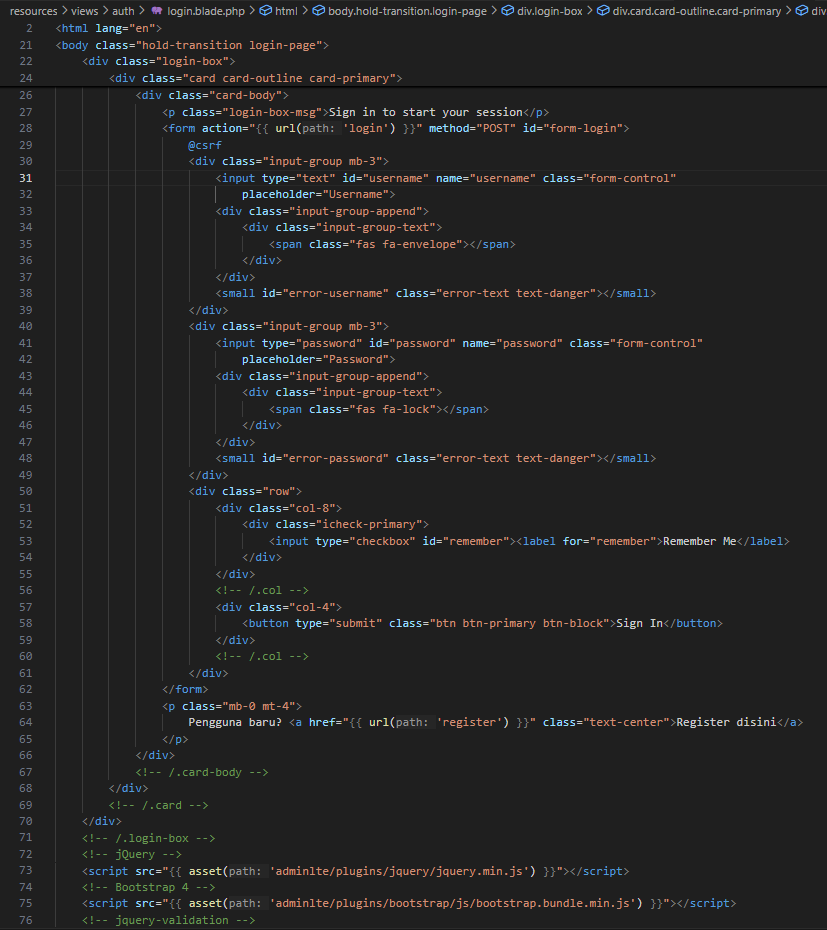 resources > views > auth > login.blade.php > html > body.hold-transition.login-page > div.login-box > div.card.card-outline.card-primary > div
2 <html lang="en">
21 <body class="hold-transition login-page">
22 <div class="login-box">
24 <div class="card card-outline card-primary">
26 <div class="card-body">
27 <p class="login-box-msg">Sign in to start your session</p>
28 <form action="{{ url(path: 'login') }}" method="POST" id="form-login">
29 @csrf
30 <div class="input-group mb-3">
31 <input type="text" id="username" name="username" class="form-control"
32 placeholder="Username">
33 <div class="input-group-append">
34 <div class="input-group-text">
35 <span class="fas fa-envelope"></span>
36 </div>
37 </div>
38 <small id="error-username" class="error-text text-danger"></small>
39 </div>
40 <div class="input-group mb-3">
41 <input type="password" id="password" name="password" class="form-control"
42 placeholder="Password">
43 <div class="input-group-append">
44 <div class="input-group-text">
45 <span class="fas fa-lock"></span>
46 </div>
47 </div>
48 <small id="error-password" class="error-text text-danger"></small>
49 </div>
50 <div class="row">
51 <div class="col-8">
52 <div class="icheck-primary">
53 <input type="checkbox" id="remember"><label for="remember">Remember Me</label>
54 </div>
55 </div>
56 <!-- /.col -->
57 <div class="col-4">
58 <button type="submit" class="btn btn-primary btn-block">Sign In</button>
59 </div>
60 <!-- /.col -->
61 </div>
62 </form>
63 <p class="mb-0 mt-4">
64 Pengguna baru? <a href="{{ url(path: 'register') }}" class="text-center">Register disini</a>
65 </p>
66 </div>
67 <!-- /.card-body -->
68 </div>
69 <!-- /.card -->
70 </div>
71 <!-- /.login-box -->
72 <!-- jQuery -->
73 <script src="{{ asset(path: 'adminlte/plugins/jquery/jquery.min.js') }}"></script>
74 <!-- Bootstrap 4 -->
75 <script src="{{ asset(path: 'adminlte/plugins/bootstrap/js/bootstrap.bundle.min.js') }}"></script>
76 <!-- jquery-validation -->